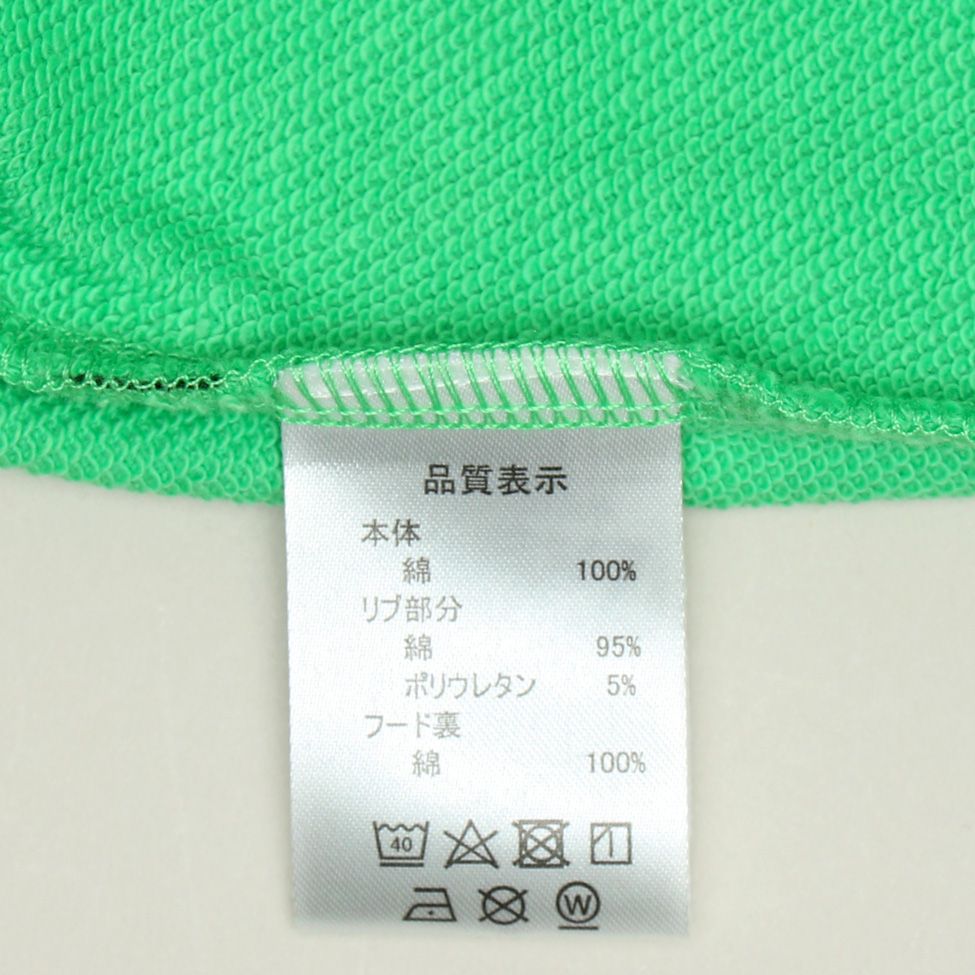 品質表示
本体
綿 100%
リブ部分
綿 95%
ポリウレタン 5%
フード裏
綿 100%
40
W